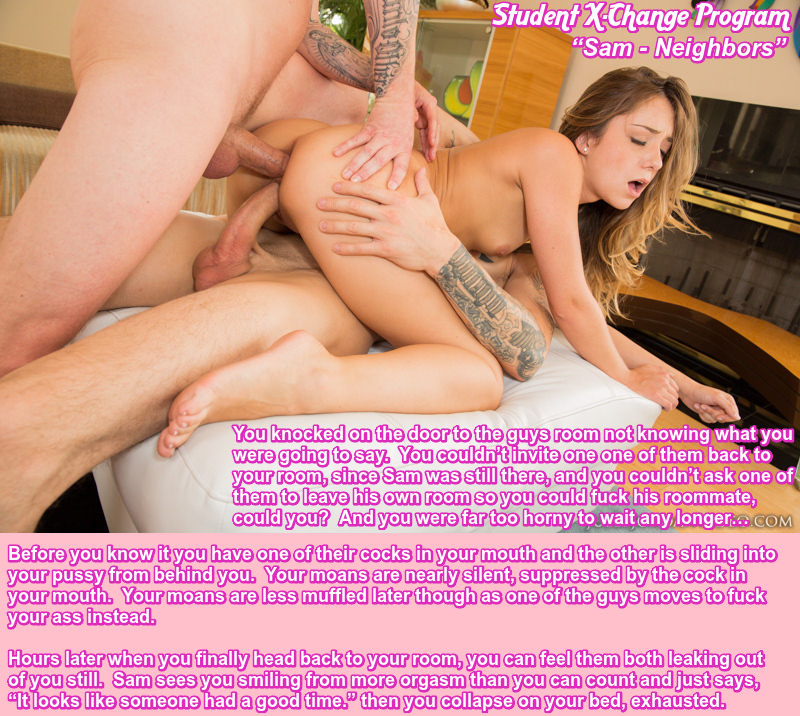 Student X-Change Program
“Sam - Neighbors”
You knocked on the door to the guys room not knowing what you
were going to say. You couldn't invite one one of them back to
your room, since Sam was still there, and you couldn't ask one of
them to leave his own room so you could fuck his roommate,
could you? And you were far too horny to wait any longer...
.COM
Before you know it you have one of their cocks in your mouth and the other is sliding into
your pussy from behind you. Your moans are nearly silent, suppressed by the cock in
your mouth. Your moans are less muffled later though as one of the guys moves to fuck
your ass instead.
Hours later when you finally head back to your room, you can feel them both leaking out
of you still. Sam sees you smiling from more orgasm than you can count and just says,
“It looks like someone had a good time.” then you collapse on your bed, exhausted.